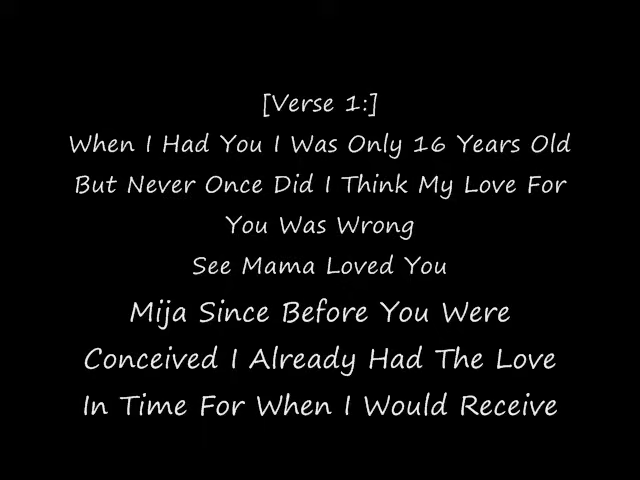 [Verse 1:]
When I Had You I Was Only 16 Years Old
But Never Once Did I Think My Love For
You Was Wrong
See Mama Loved You
Mija Since Before You Were
Conceived I Already Had The Love
In Time For When I Would Receive